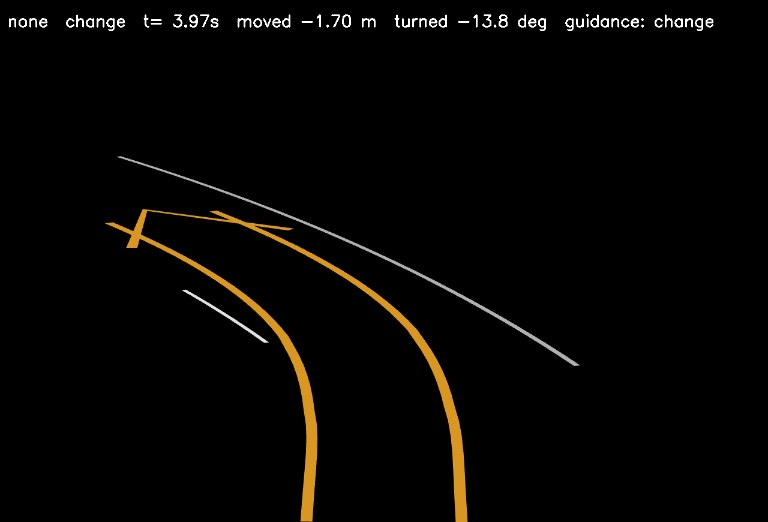 none change t= 3.97s moved −1.70 m turned −13.8 deg guidance: change